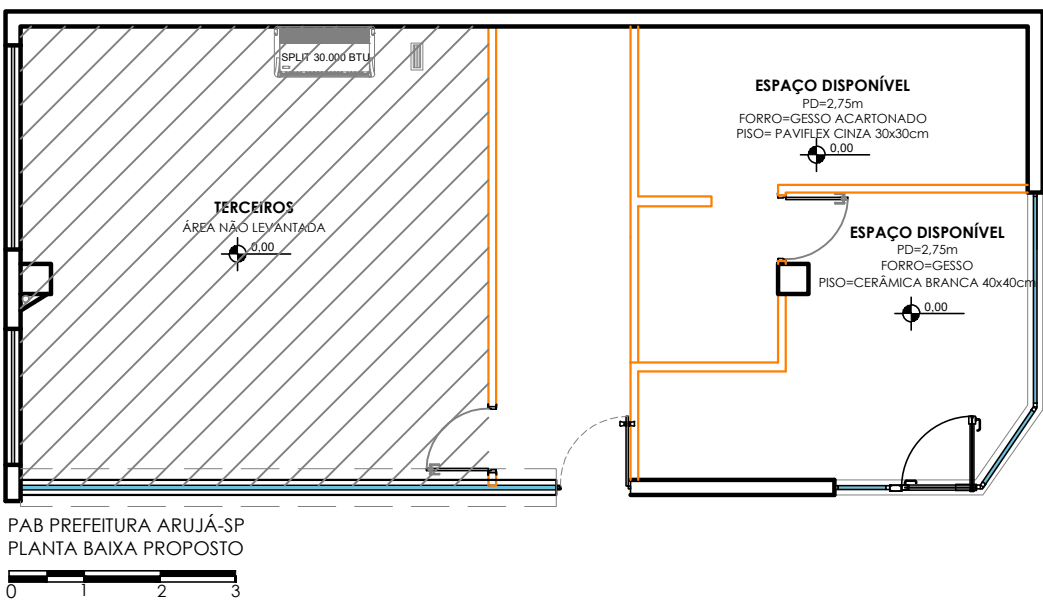 SPLIT 30.000 BTU
ESPAÇO DISPONÍVEL
PD=2,75m
FORRO=GESSO ACARTONADO
PISO= PAVIFLEX CINZA 30x30cm
0,00
TERCEIROS
ÁREA NÃO LEVANTADA
0,00
ESPAÇO DISPONÍVEL
PD=2,75m
FORRO=GESSO
PISO=CERÂMICA BRANCA 40x40cm
0,00
PAB PREFEITURA ARUJÁ-SP
PLANTA BAIXA PROPOSTO
0 1 2 3